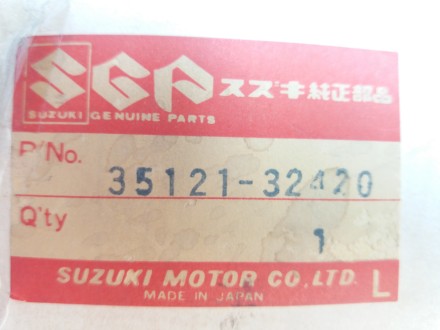 SGP スズキ純正部品
SUZUKI GENUINE PARTS
P/No. 35121-32420
Q'ty 1
SUZUKI MOTOR CO., LTD. L
MADE IN JAPAN